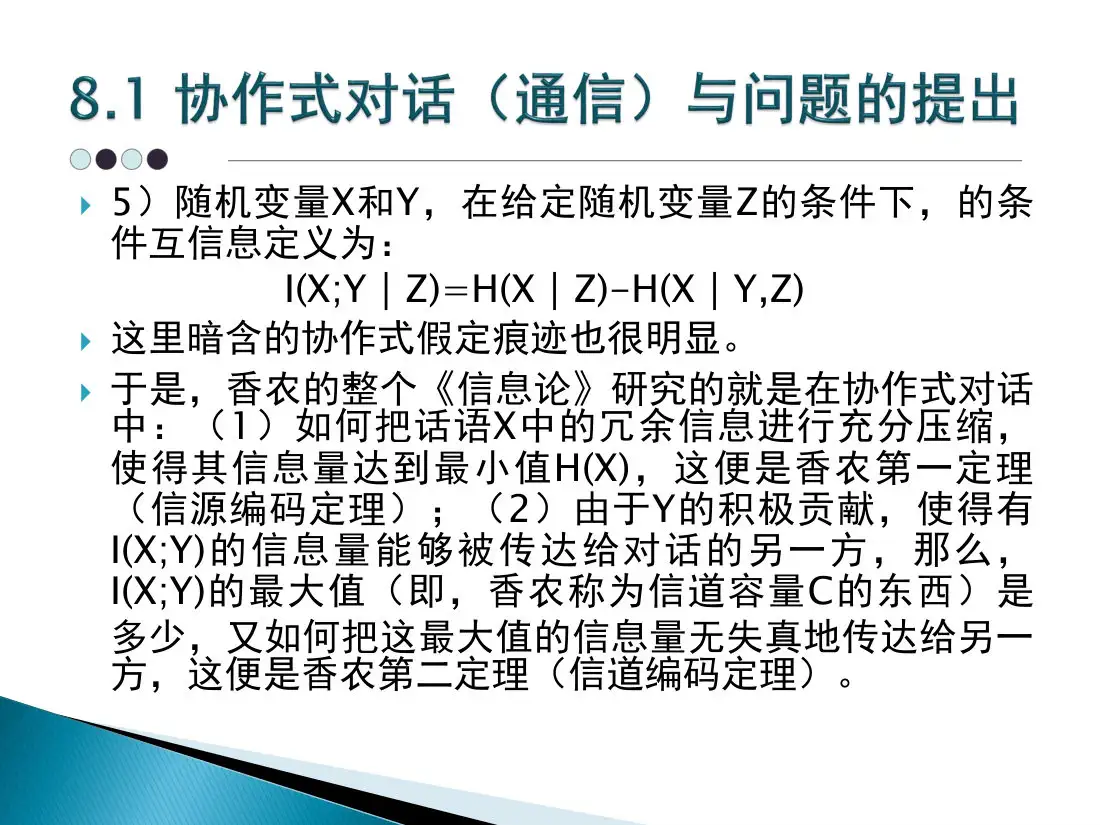 8.1 协作式对话（通信）与问题的提出
5）随机变量X和Y，在给定随机变量Z的条件下，的条
件互信息定义为：
I(X;Y | Z)=H(X | Z)-H(X | Y,Z)
这里暗含的协作式假定痕迹也很明显。
于是，香农的整个《信息论》研究的就是在协作式对话
中：（1）如何把话语X中的冗余信息进行充分压缩，
使得其信息量达到最小值H(X)，这便是香农第一定理
（信源编码定理）；（2）由于Y的积极贡献，使得有
I(X;Y)的信息量能够被传达给对话的另一方，那么，
I(X;Y)的最大值（即，香农称为信道容量C的东西）是
多少，又如何把这最大值的信息量无失真地传达给另一
方，这便是香农第二定理（信道编码定理）。